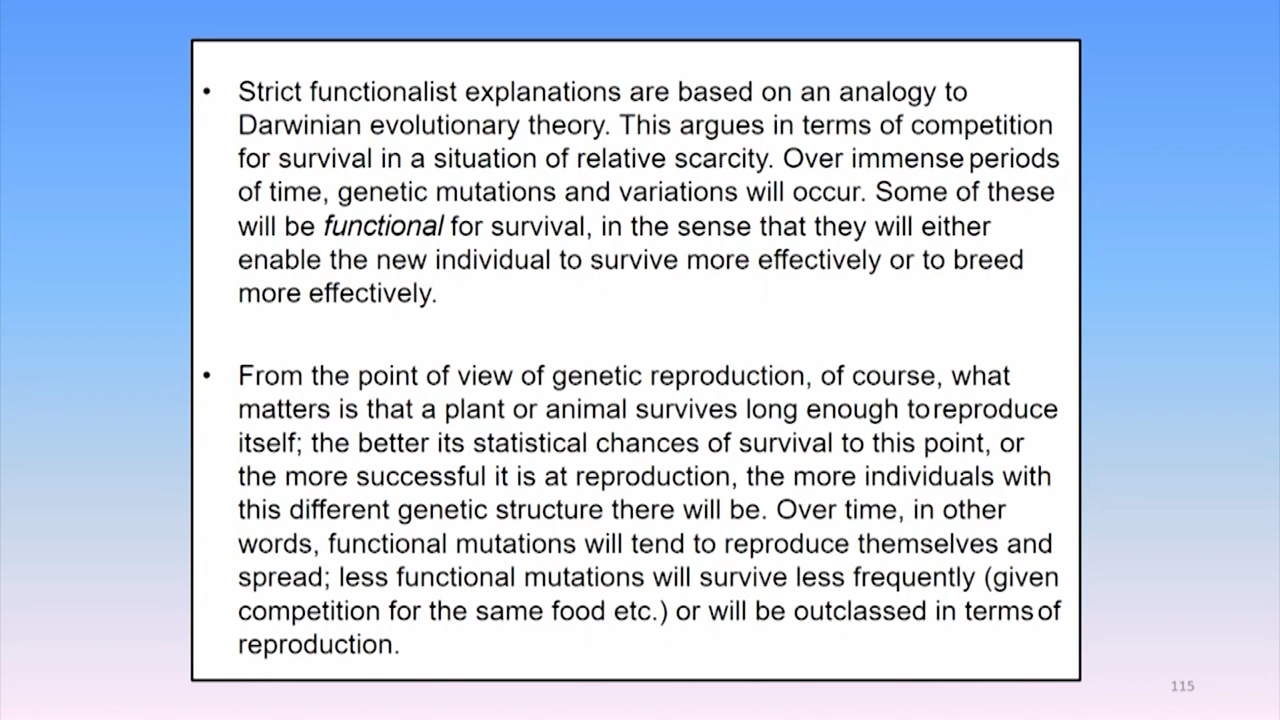 • Strict functionalist explanations are based on an analogy to
Darwinian evolutionary theory. This argues in terms of competition
for survival in a situation of relative scarcity. Over immense periods
of time, genetic mutations and variations will occur. Some of these
will be functional for survival, in the sense that they will either
enable the new individual to survive more effectively or to breed
more effectively.
• From the point of view of genetic reproduction, of course, what
matters is that a plant or animal survives long enough to reproduce
itself; the better its statistical chances of survival to this point, or
the more successful it is at reproduction, the more individuals with
this different genetic structure there will be. Over time, in other
words, functional mutations will tend to reproduce themselves and
spread; less functional mutations will survive less frequently (given
competition for the same food etc.) or will be outclassed in terms of
reproduction.
115